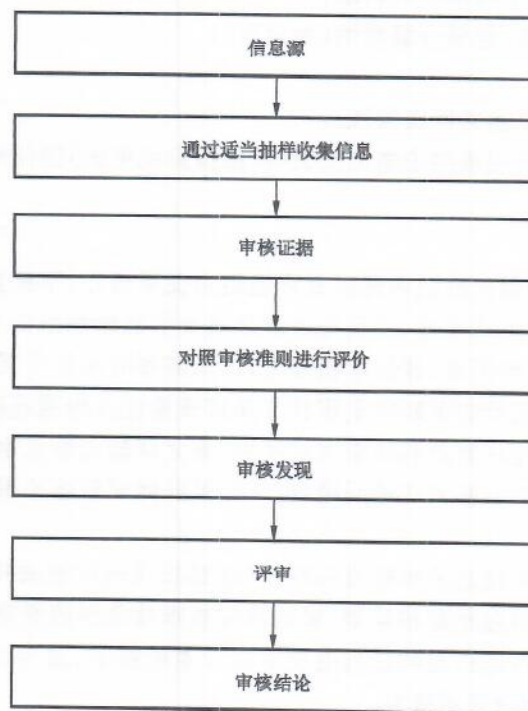 信息源
通过适当抽样收集信息
审核证据
对照审核准则进行评价
审核发现
评审
审核结论